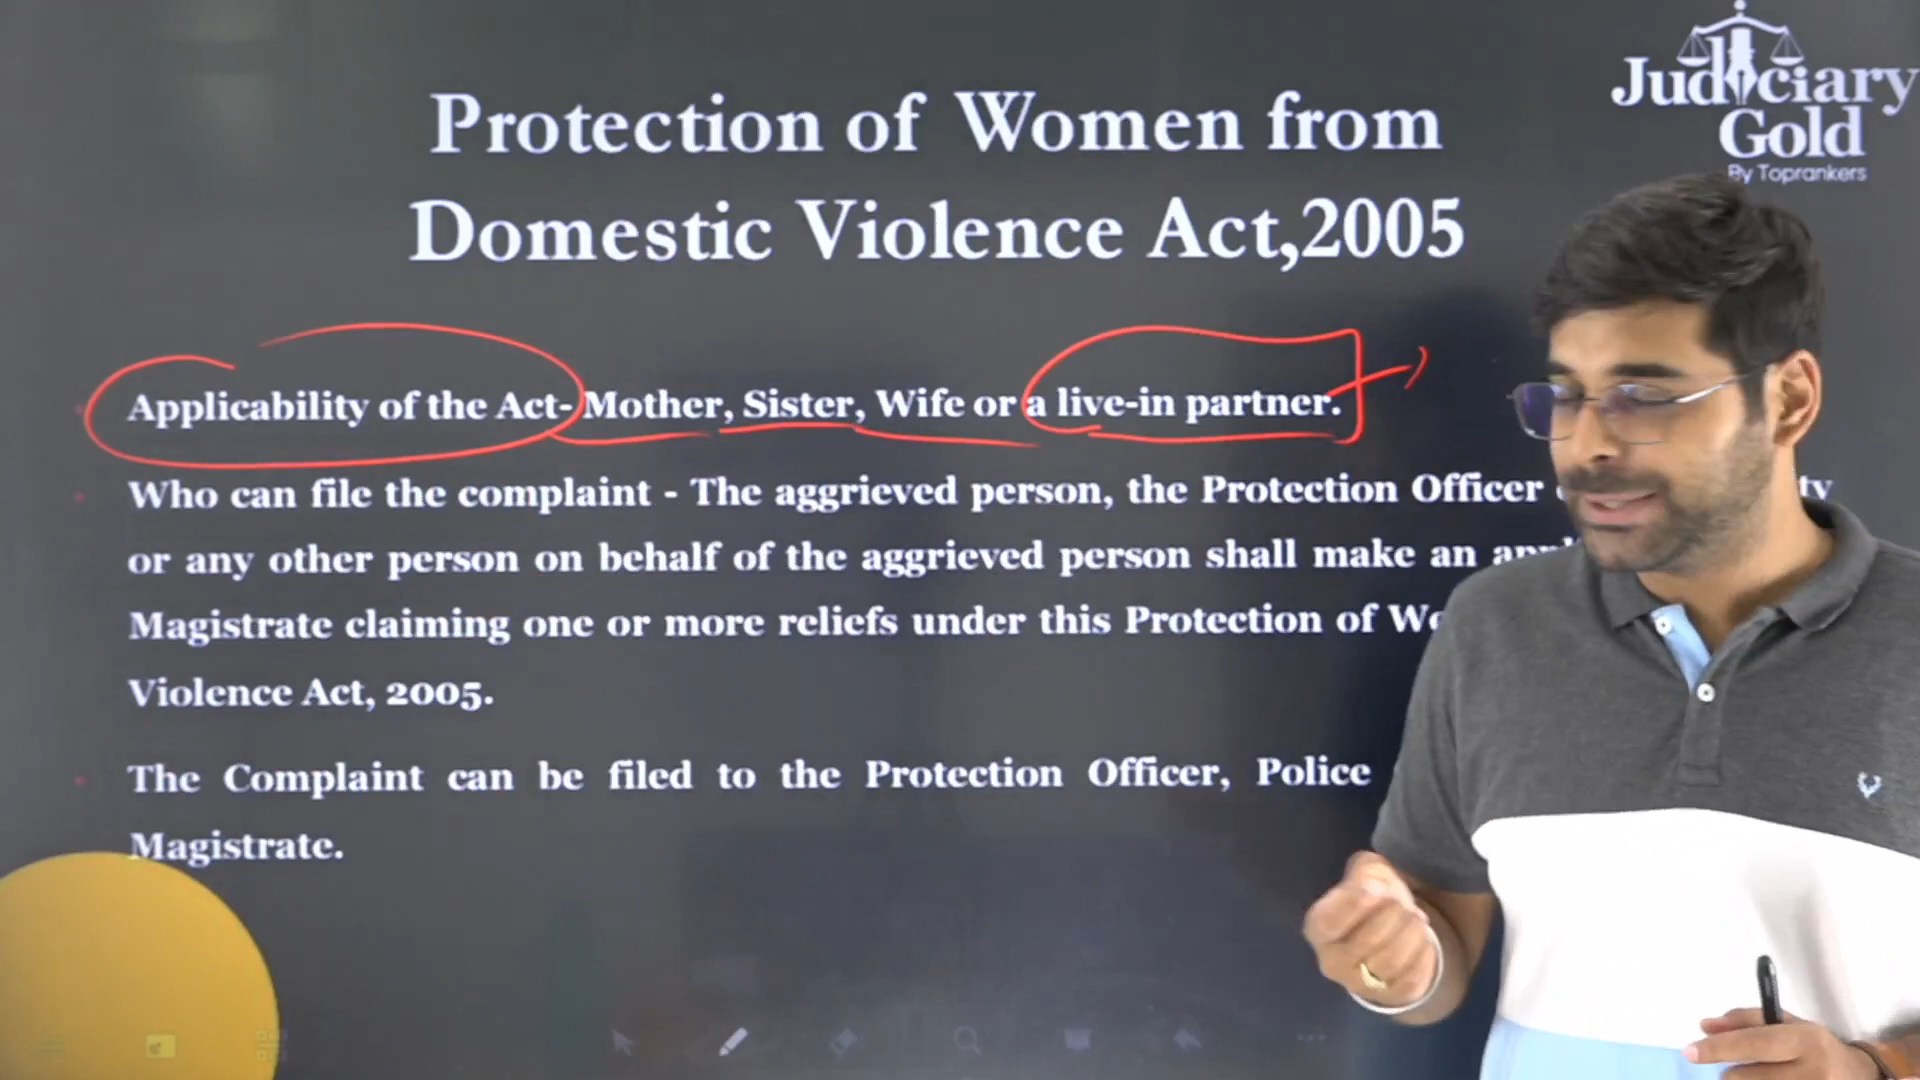 Judiciary
Gold
By Toprankers
Protection of Women from
Domestic Violence Act,2005
Applicability of the Act- Mother, Sister, Wife or a live-in partner.
Who can file the complaint - The aggrieved person, the Protection Officer
or any other person on behalf of the aggrieved person shall make an
Magistrate claiming one or more reliefs under this Protection of
Violence Act, 2005.
The Complaint can be filed to the Protection Officer, Police
Magistrate.